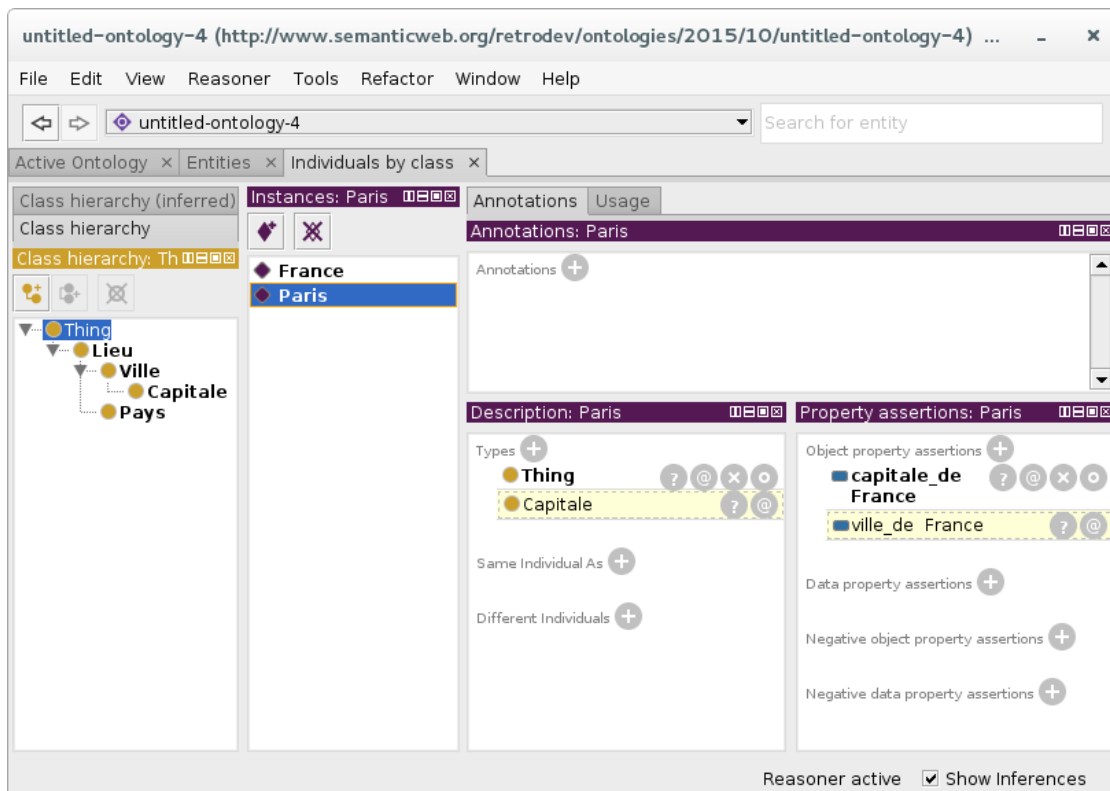 untitled-ontology-4 (http://www.semanticweb.org/retrodev/ontologies/2015/10/untitled-ontology-4) ...
File Edit View Reasoner Tools Refactor Window Help
untitled-ontology-4
Search for entity
Active Ontology × Entities × Individuals by class ×
Class hierarchy (inferred)
Class hierarchy
Class hierarchy: Th
Thing
Lieu
Ville
Capitale
Pays
Instances: Paris
France
Paris
Annotations Usage
Annotations: Paris
Annotations
Description: Paris
Types
Thing
Capitale
Same Individual As
Different Individuals
Property assertions: Paris
Object property assertions
capitale_de
France
ville_de France
Data property assertions
Negative object property assertions
Negative data property assertions
Reasoner active Show Inferences